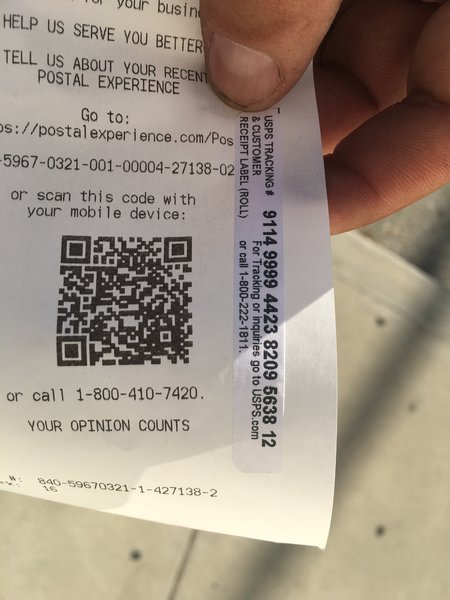 for your busin
HELP US SERVE YOU BETTER
TELL US ABOUT YOUR RECENT
POSTAL EXPERIENCE
Go to:
ps://postalexperience.com/Pos
-5967-0321-001-00004-27138-02
or scan this code with
your mobile device:
or call 1-800-410-7420.
YOUR OPINION COUNTS
#: 840-59670321-1-427138-2
16
USPS TRACKING #
& CUSTOMER
RECEIPT LABEL (ROLL)
9114 9999 4423 8209 5638 12
For Tracking or inquiries go to USPS.com
or call 1-800-222-1811.